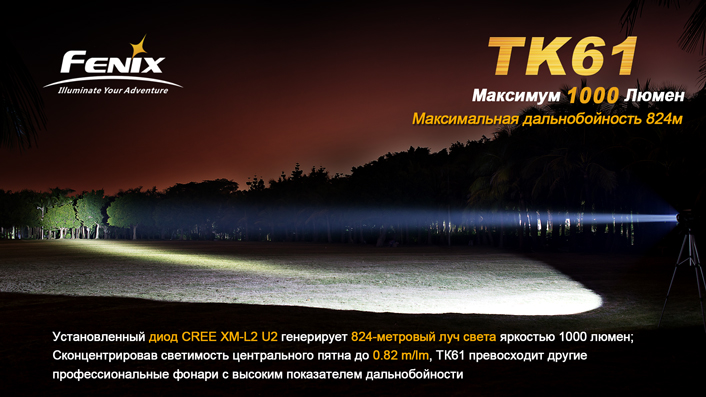 FENIX
Illuminate Your Adventure
TK61
Максимум 1000 Люмен
Максимальная дальнобойность 824м
Установленный диод CREE XM-L2 U2 генерирует 824-метровый луч света яркостью 1000 люмен;
Сконцентрировав светимость центрального пятна до 0.82 m/lm, ТК61 превосходит другие
профессиональные фонари с высоким показателем дальнобойности